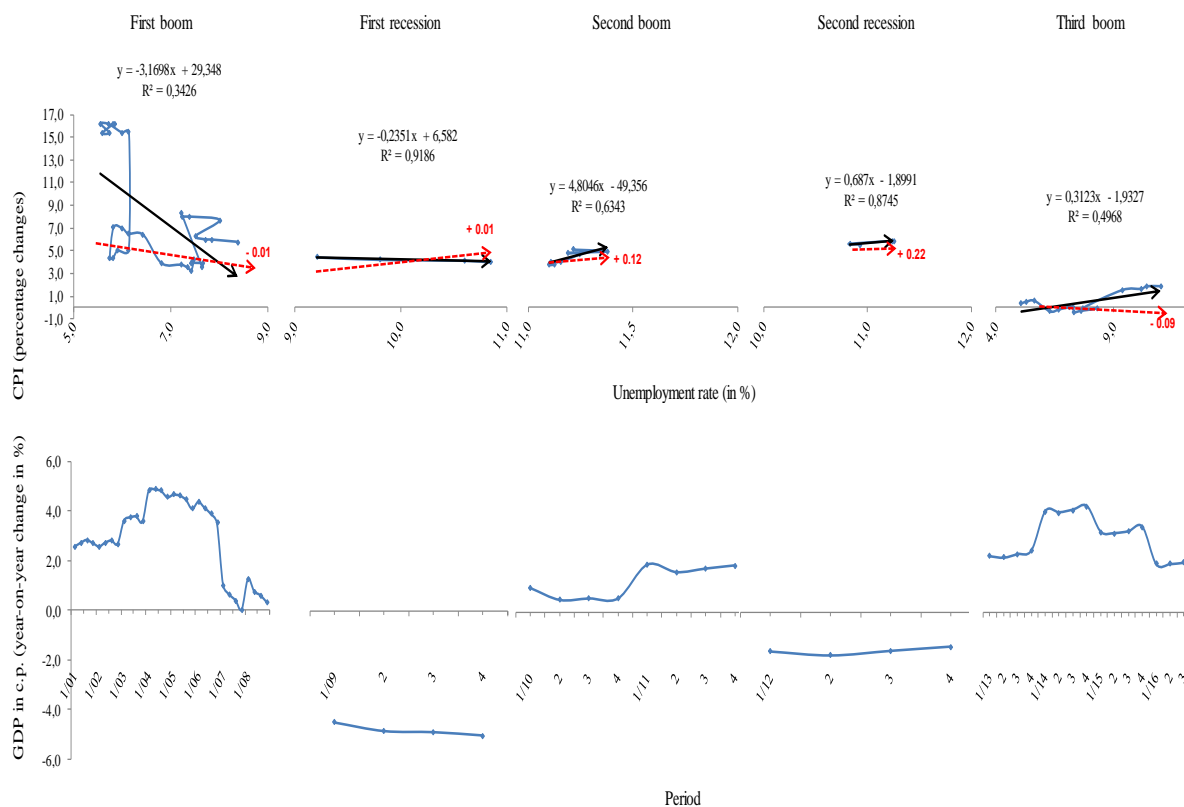 First boom
First recession
Second boom
Second recession
Third boom
y = -3,1698x + 29,348
R² = 0,3426
y = -0,2351x + 6,582
R² = 0,9186
y = 4,8046x - 49,356
R² = 0,6343
y = 0,687x - 1,8991
R² = 0,8745
y = 0,3123x - 1,9327
R² = 0,4968
CPI (percentage changes)
17,0
15,0
13,0
11,0
9,0
7,0
5,0
3,0
1,0
-1,0
- 0.01
+ 0.01
+ 0.12
+ 0.22
- 0.09
5,0 7,0 9,0
9,0 10,0 11,0
11,0 11,5 12,0
10,0 11,0 12,0
4,0 9,0
Unemployment rate (in %)
GDP in c.p. (year-on-year change in %)
6,0
4,0
2,0
0,0
-2,0
-4,0
-6,0
1/01 1/02 1/03 1/04 1/05 1/06 1/07 1/08
1/09 2 3 4
1/10 2 3 4 1/11 2 3 4
1/12 2 3 4
1/13 2 3 4 1/14 2 3 4 1/15 2 3 4 1/16 2 3
Period